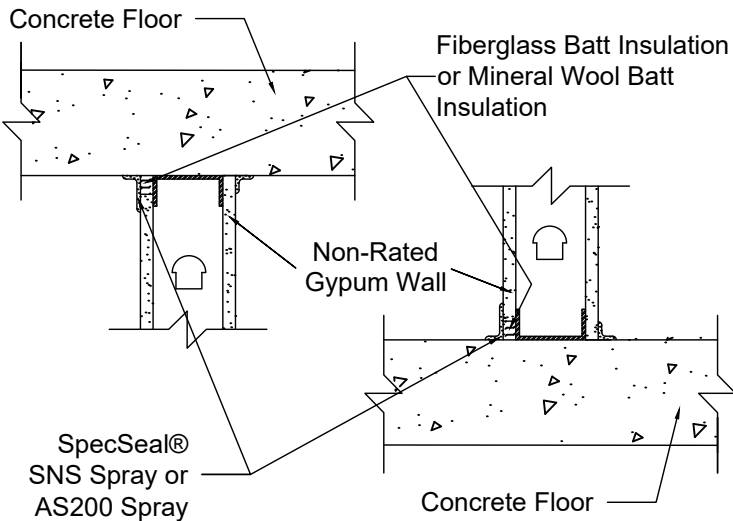 Concrete Floor
Fiberglass Batt Insulation
or Mineral Wool Batt
Insulation
Non-Rated
Gypum Wall
SpecSeal®
SNS Spray or
AS200 Spray
Concrete Floor